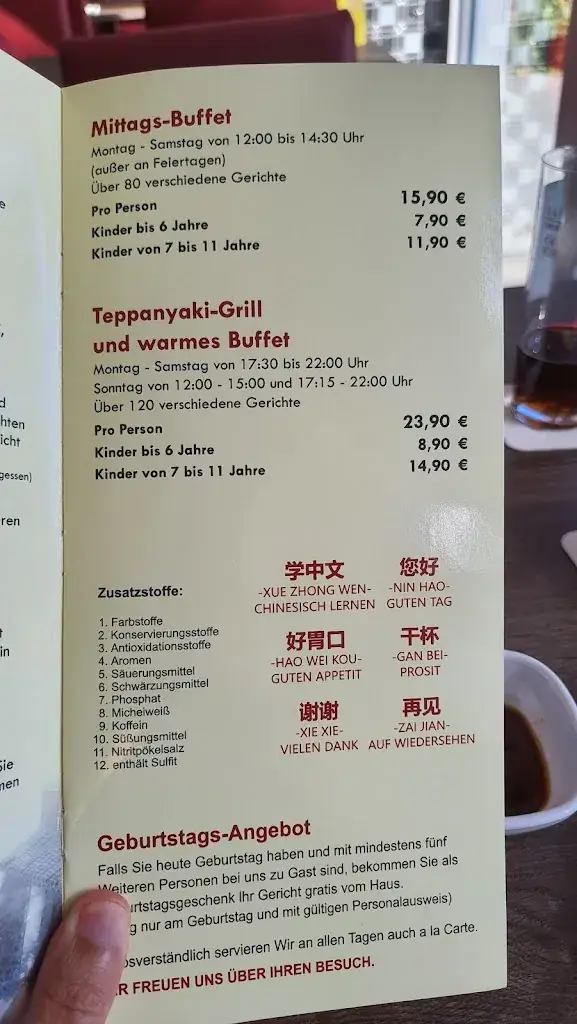 Mittags-Buffet
Montag - Samstag von 12:00 bis 14:30 Uhr
(außer an Feiertagen)
Über 80 verschiedene Gerichte
Pro Person 15,90 €
Kinder bis 6 Jahre 7,90 €
Kinder von 7 bis 11 Jahre 11,90 €
Teppanyaki-Grill
und warmes Buffet
Montag - Samstag von 17:30 bis 22:00 Uhr
Sonntag von 12:00 - 15:00 und 17:15 - 22:00 Uhr
Über 120 verschiedene Gerichte
Pro Person 23,90 €
Kinder bis 6 Jahre 8,90 €
Kinder von 7 bis 11 Jahre 14,90 €
Zusatzstoffe:
1. Farbstoffe
2. Konservierungsstoffe
3. Antioxidationsstoffe
4. Aromen
5. Säuerungsmittel
6. Schwärzungsmittel
7. Phosphat
8. Micheiweiß
9. Koffein
10. Süßungsmittel
11. Nitritpökelsalz
12. enthält Sulfit
学中文 您好
-XUE ZHONG WEN- -NIN HAO-
CHINESISCH LERNEN GUTEN TAG
好胃口 干杯
-HAO WEI KOU- -GAN BEI-
GUTEN APPETIT PROSIT
谢谢 再见
-XIE XIE- -ZAI JIAN-
VIELEN DANK AUF WIEDERSEHEN
Geburtstags-Angebot
Falls Sie heute Geburtstag haben und mit mindestens fünf
Weiteren Personen bei uns zu Gast sind, bekommen Sie als
urtstagsgeschenk Ihr Gericht gratis vom Haus.
g nur am Geburtstag und mit gültigen Personalausweis)
osverständlich servieren Wir an allen Tagen auch a la Carte.
R FREUEN UNS ÜBER IHREN BESUCH.